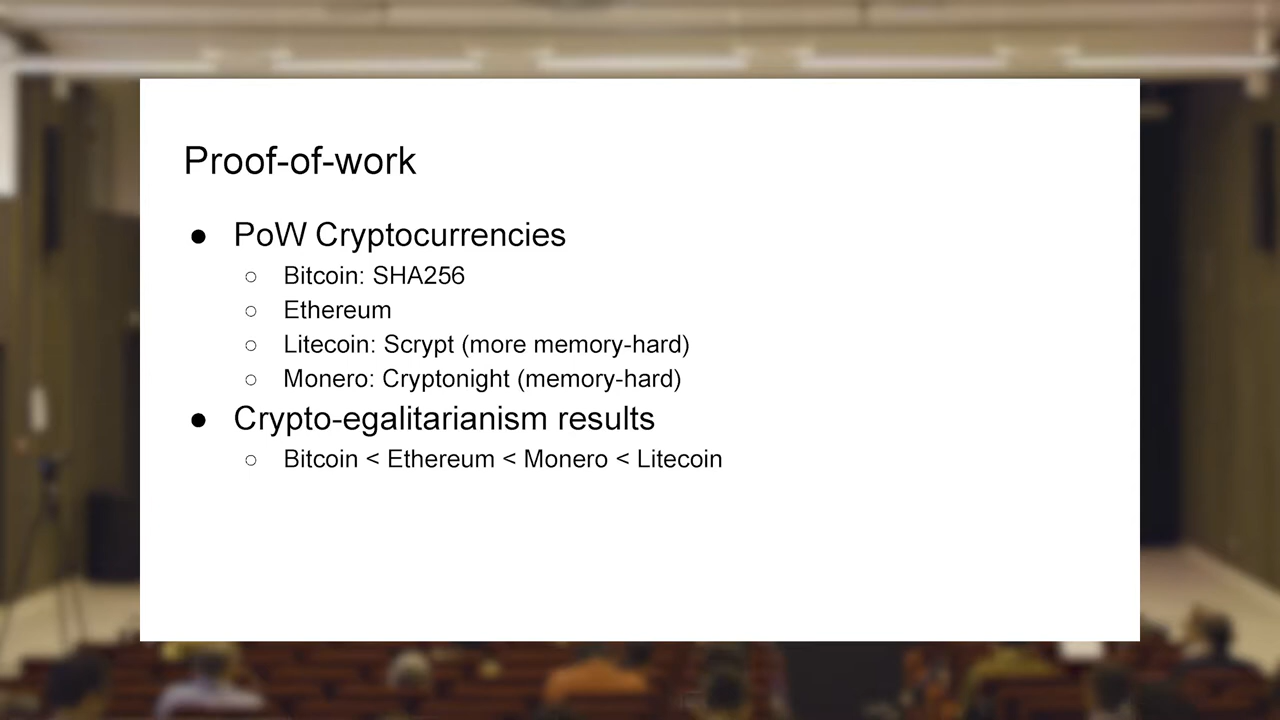 Proof-of-work
● PoW Cryptocurrencies
○ Bitcoin: SHA256
○ Ethereum
○ Litecoin: Scrypt (more memory-hard)
○ Monero: Cryptonight (memory-hard)
● Crypto-egalitarianism results
○ Bitcoin < Ethereum < Monero < Litecoin